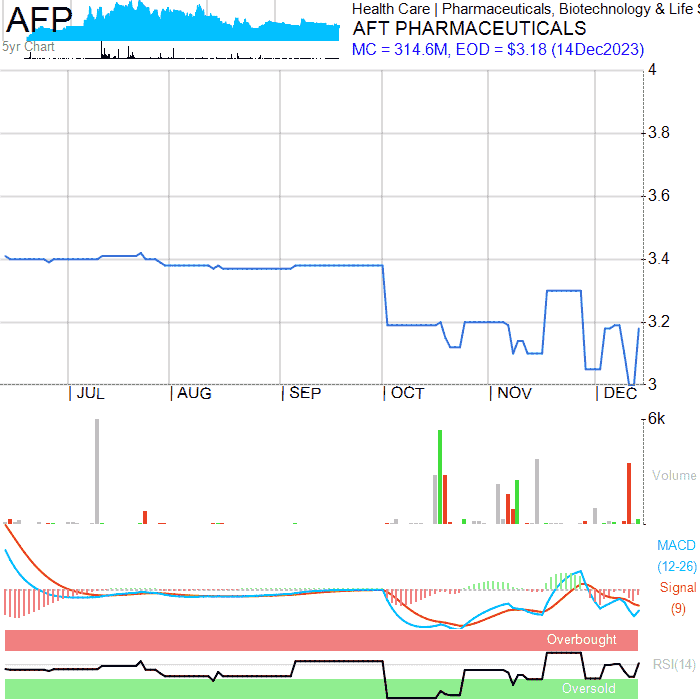 AFP
Health Care | Pharmaceuticals, Biotechnology & Life S
AFT PHARMACEUTICALS
5yr Chart
MC = 314.6M, EOD = $3.18 (14Dec2023)
4
3.8
3.6
3.4
3.2
3
| JUL | AUG | SEP | OCT | NOV | DEC
6k
Volume
MACD
(12-26)
Signal
(9)
Overbought
RSI(14)
Oversold